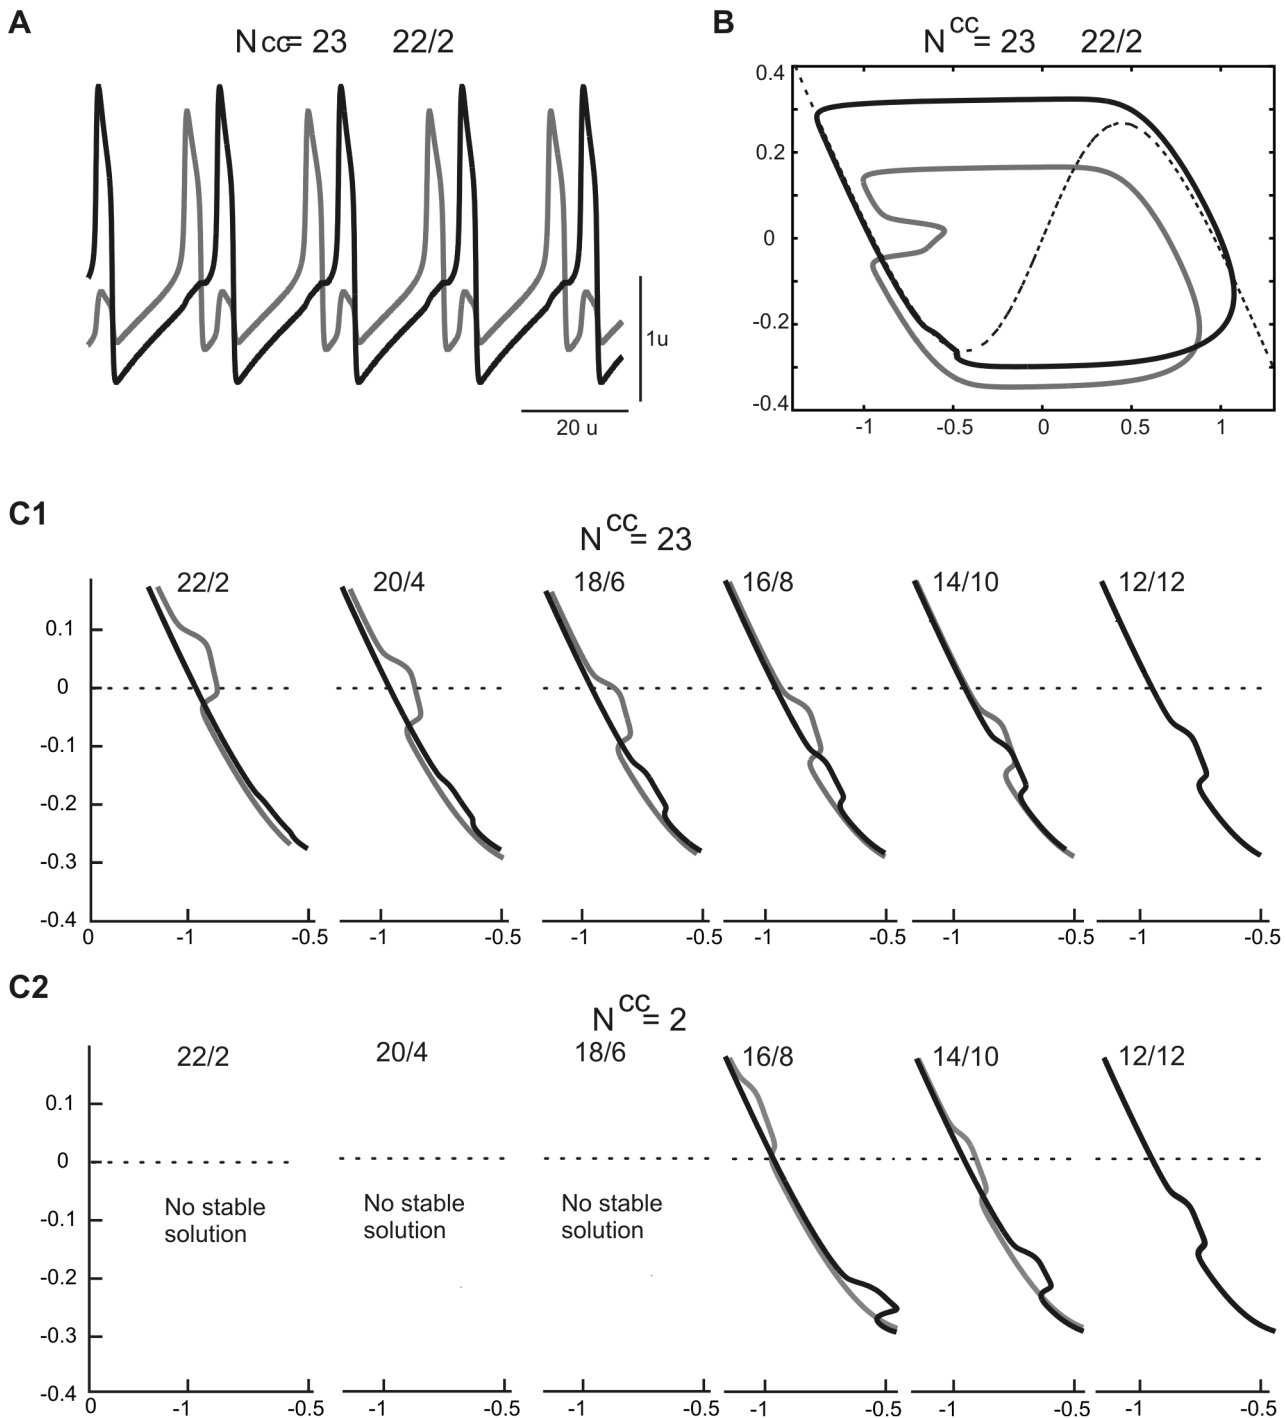 A
Ncc= 23 22/2
1u
20 u
B
N^cc = 23 22/2
0.4
0.2
0
-0.2
-0.4
-1 -0.5 0 0.5 1
C1
N^cc = 23
22/2 20/4 18/6 16/8 14/10 12/12
0.1
0
-0.1
-0.2
-0.3
-0.4
0 -1 -0.5 -1 -0.5 -1 -0.5 -1 -0.5 -1 -0.5 -1 -0.5
C2
N^cc = 2
22/2 20/4 18/6 16/8 14/10 12/12
0.1
0
-0.1
-0.2
-0.3
-0.4
No stable
solution
No stable
solution
No stable
solution
0 -1 -0.5 -1 -0.5 -1 -0.5 -1 -0.5 -1 -0.5 -1 -0.5